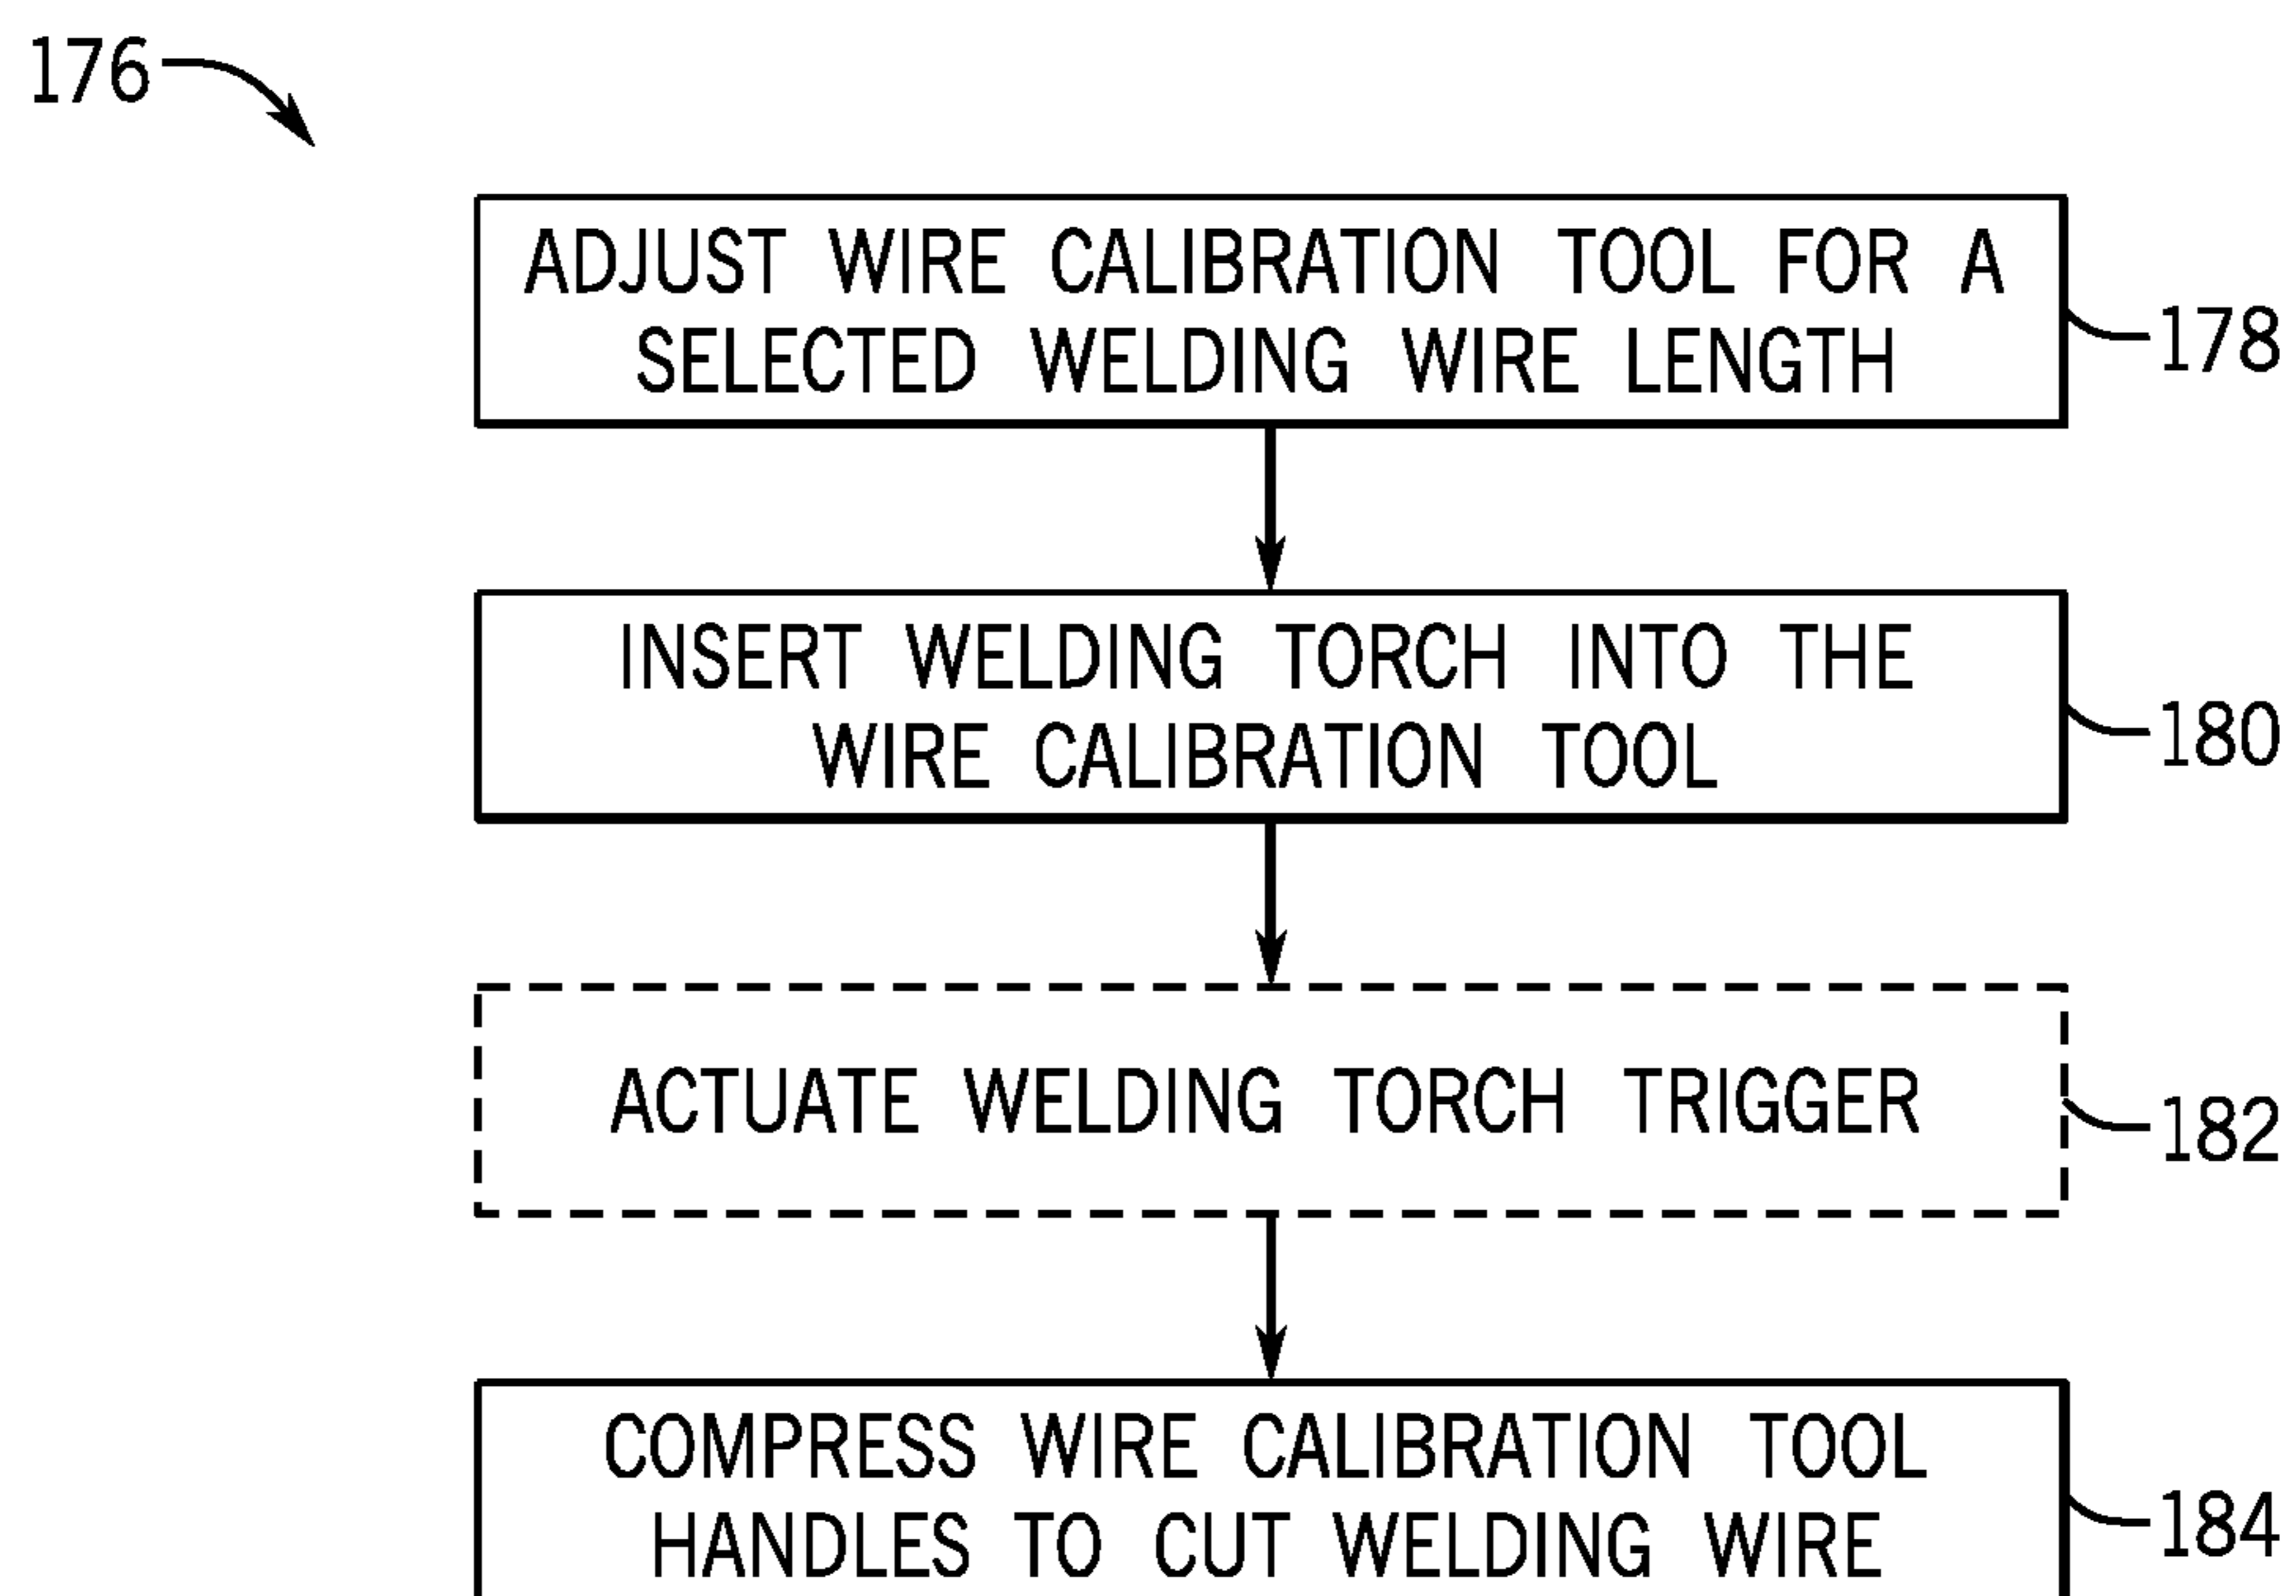 176
ADJUST WIRE CALIBRATION TOOL FOR A
SELECTED WELDING WIRE LENGTH
178
INSERT WELDING TORCH INTO THE
WIRE CALIBRATION TOOL
180
ACTUATE WELDING TORCH TRIGGER
182
COMPRESS WIRE CALIBRATION TOOL
HANDLES TO CUT WELDING WIRE
184